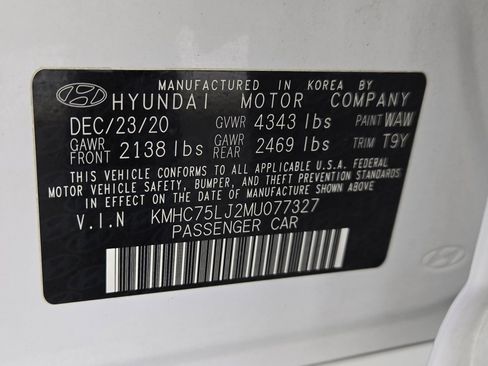 MANUFACTURED IN KOREA BY
HYUNDAI MOTOR COMPANY
DEC/23/20 GVWR 4343 lbs PAINT WAW
GAWR FRONT 2138 lbs GAWR REAR 2469 lbs TRIM T9Y
THIS VEHICLE CONFORMS TO ALL APPLICABLE U.S.A. FEDERAL
MOTOR VEHICLE SAFETY, BUMPER, AND THEFT PREVENTION STANDARDS
IN EFFECT ON THE DATE OF MANUFACTURE SHOWN ABOVE.
V.I.N KMHC75LJ2MU077327
PASSENGER CAR